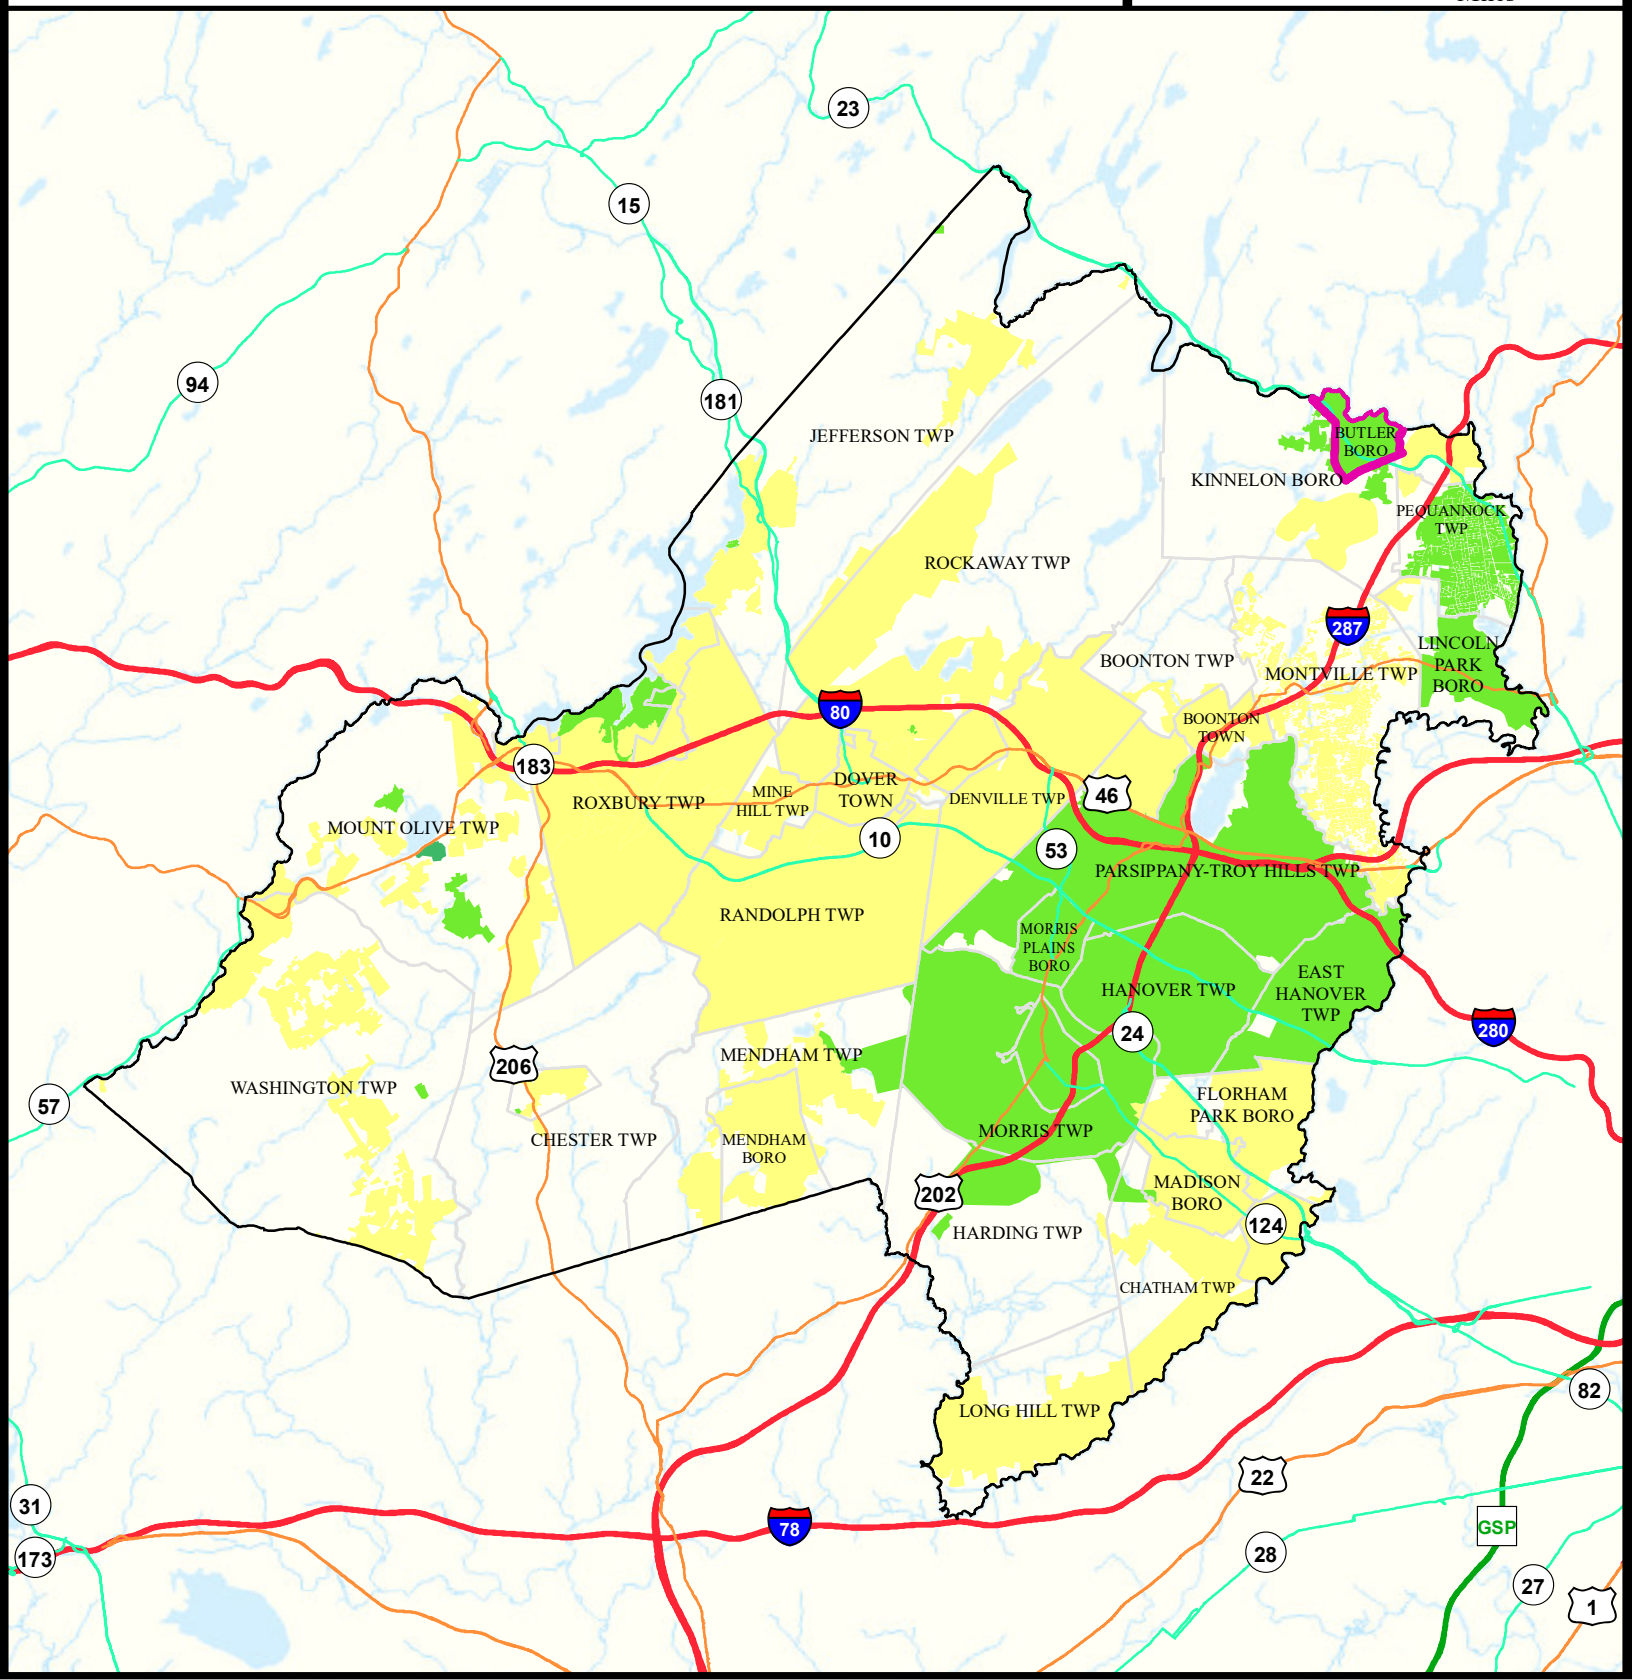 23
15
94
181
JEFFERSON TWP
BUTLER
BORO
KINNELON BORO
PEQUANNOCK
TWP
ROCKAWAY TWP
287
LINCOLN
PARK
BORO
BOONTON TWP
MONTVILLE TWP
80
BOONTON
TOWN
183
ROXBURY TWP
MINE
HILL TWP
DOVER
TOWN
DENVILLE TWP
46
MOUNT OLIVE TWP
10
53
PARSIPPANY-TROY HILLS TWP
RANDOLPH TWP
MORRIS
PLAINS
BORO
EAST
HANOVER
TWP
HANOVER TWP
24
280
MENDHAM TWP
206
WASHINGTON TWP
57
FLORHAM
PARK BORO
CHESTER TWP
MENDHAM
BORO
MORRIS TWP
202
MADISON
BORO
124
HARDING TWP
CHATHAM TWP
82
LONG HILL TWP
22
31
78
GSP
173
28
27
1